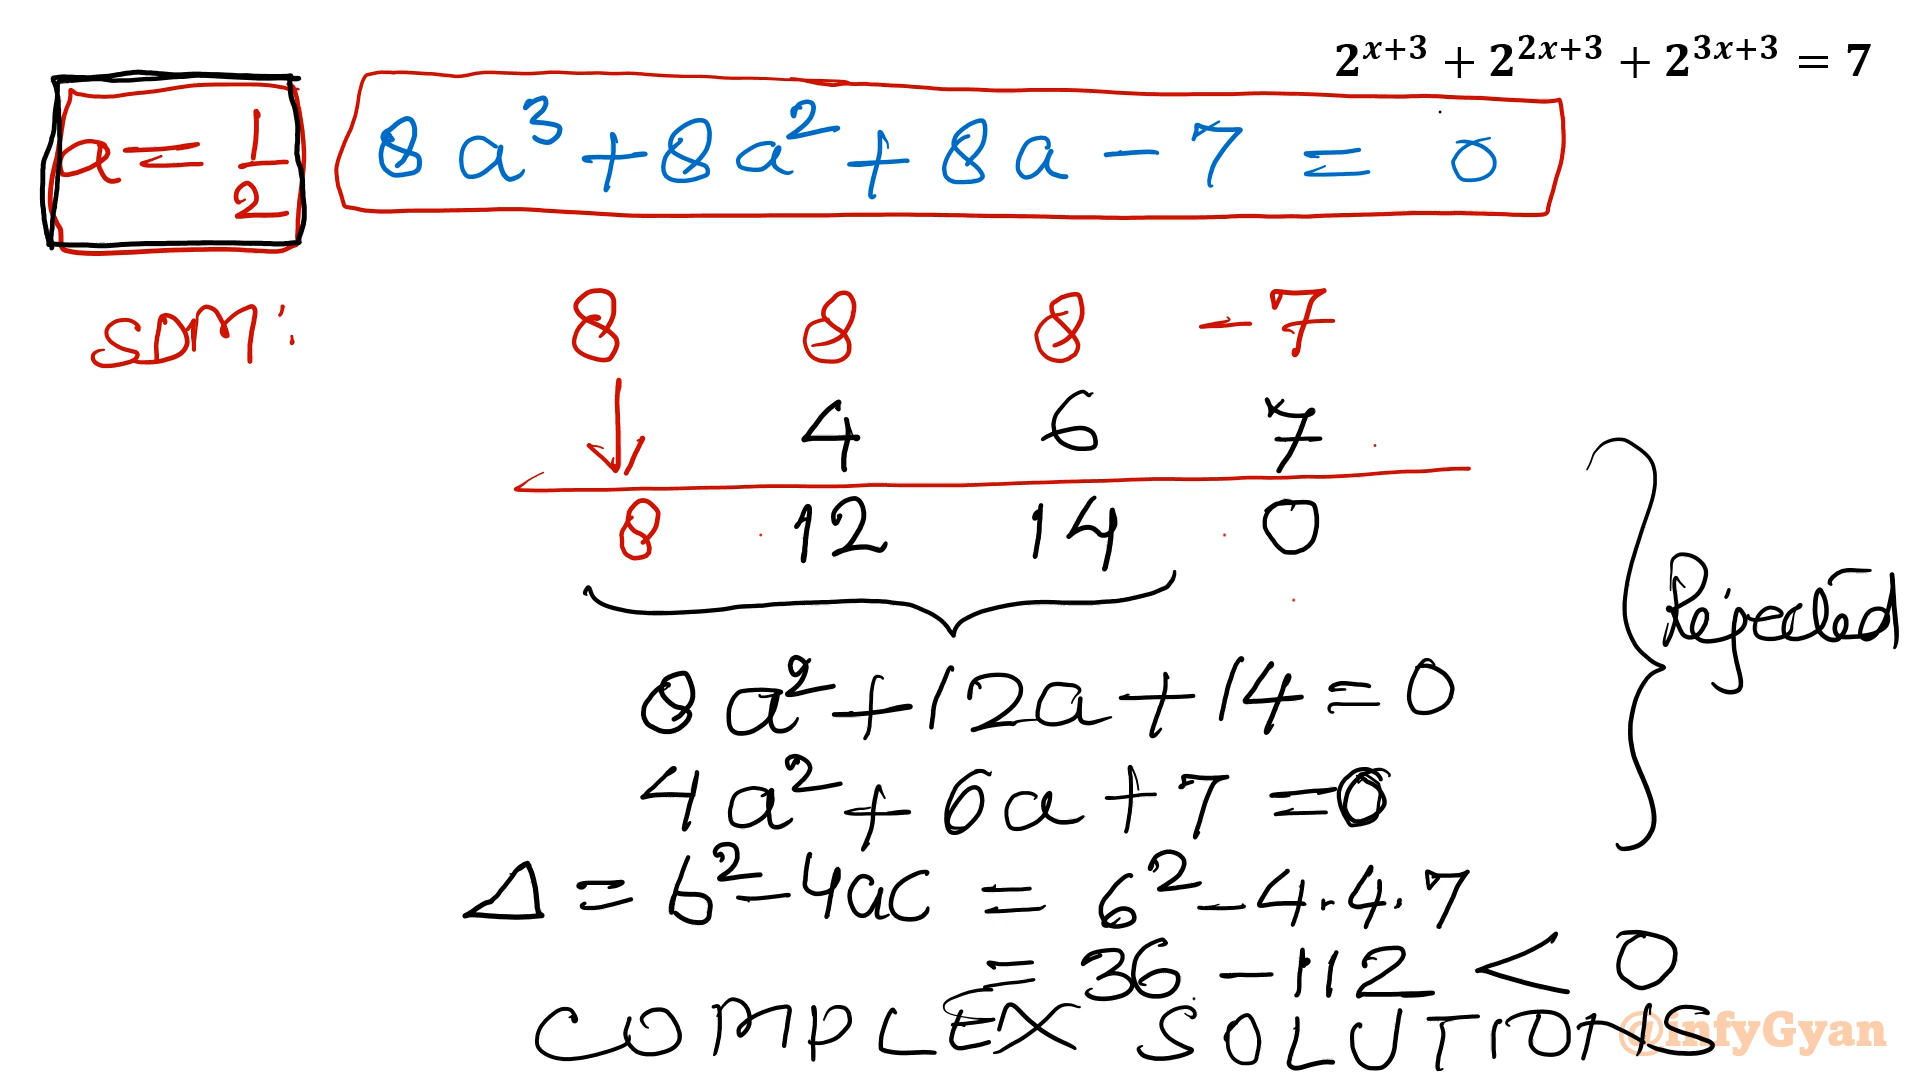 2^{x+3} + 2^{2x+3} + 2^{3x+3} = 7
a = 1/2
8a³ + 8a² + 8a - 7 = 0
SDM:
8 8 8 -7
4 6 7
8 12 14 0
Rejected
8a² + 12a + 14 = 0
4a² + 6a + 7 = 0
Δ = b² - 4ac = 6² - 4.4.7
= 36 - 112 < 0
COMPLEX SOLUTIONS
@infyGyan